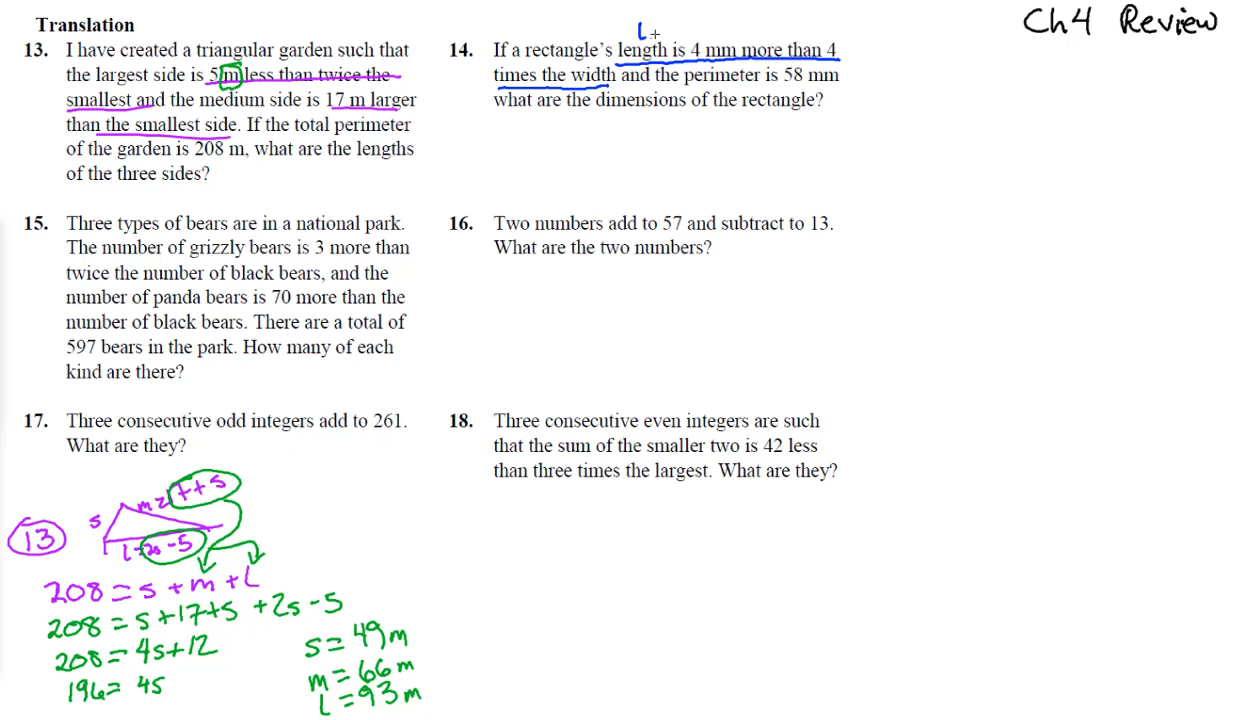 Ch4 Review
Translation
13. I have created a triangular garden such that
the largest side is 5 m less than twice the
smallest and the medium side is 17 m larger
than the smallest side. If the total perimeter
of the garden is 208 m, what are the lengths
of the three sides?
L=
14. If a rectangle's length is 4 mm more than 4
times the width and the perimeter is 58 mm
what are the dimensions of the rectangle?
15. Three types of bears are in a national park.
The number of grizzly bears is 3 more than
twice the number of black bears, and the
number of panda bears is 70 more than the
number of black bears. There are a total of
597 bears in the park. How many of each
kind are there?
16. Two numbers add to 57 and subtract to 13.
What are the two numbers?
17. Three consecutive odd integers add to 261.
What are they?
18. Three consecutive even integers are such
that the sum of the smaller two is 42 less
than three times the largest. What are they?
13
s
m=17+s
l=2s-5
208=s+m+L
208=s+17+s+2s-5
208=4s+12
196=4s
s=49m
m=66m
l=93m